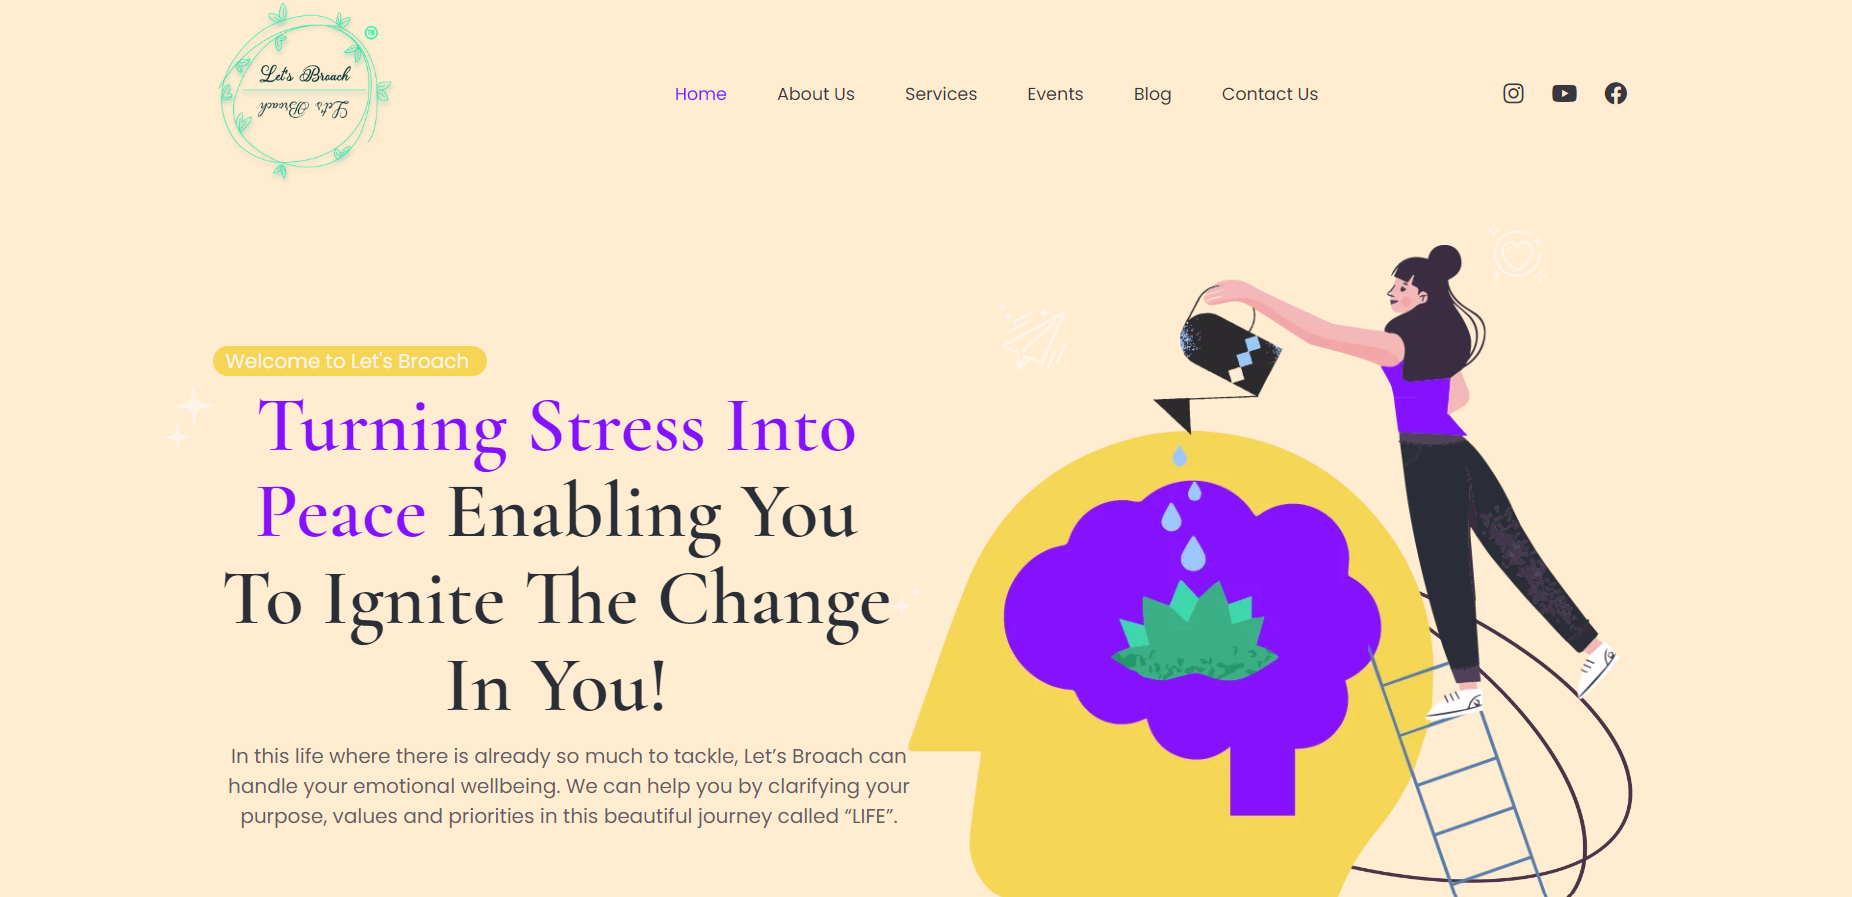 Let's Broach
Let's Broach
TM
Home
About Us
Services
Events
Blog
Contact Us
Welcome to Let's Broach
Turning Stress Into
Peace Enabling You
To Ignite The Change
In You!
In this life where there is already so much to tackle, Let’s Broach can
handle your emotional wellbeing. We can help you by clarifying your
purpose, values and priorities in this beautiful journey called “LIFE”.